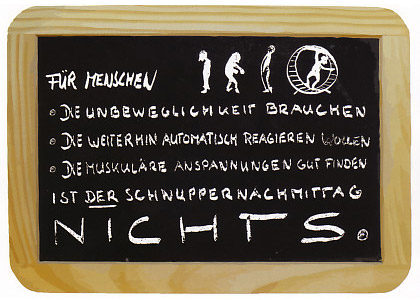 FÜR MENSCHEN
• DIE UNBEWEGLICHKEIT BRAUCHEN
• DIE WEITERHIN AUTOMATISCH REAGIEREN WOLLEN
• DIE MUSKULÄRE ANSPANNUNGEN GUT FINDEN
IST DER SCHNUPPERNACHMITTAG
NICHTS.